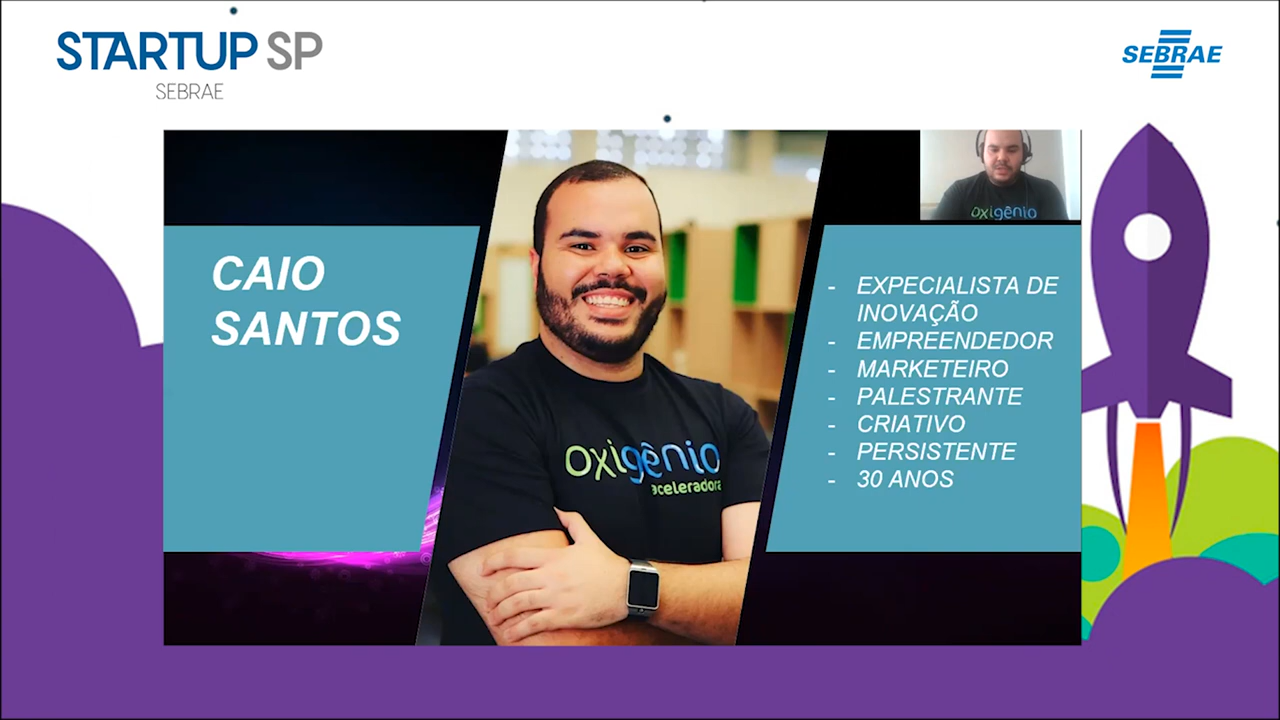 STARTUP SP
SEBRAE
SEBRAE
oxigênio
CAIO
SANTOS
oxigênio
aceleradora
- EXPECIALISTA DE
INOVAÇÃO
- EMPREENDEDOR
- MARKETEIRO
- PALESTRANTE
- CRIATIVO
- PERSISTENTE
- 30 ANOS